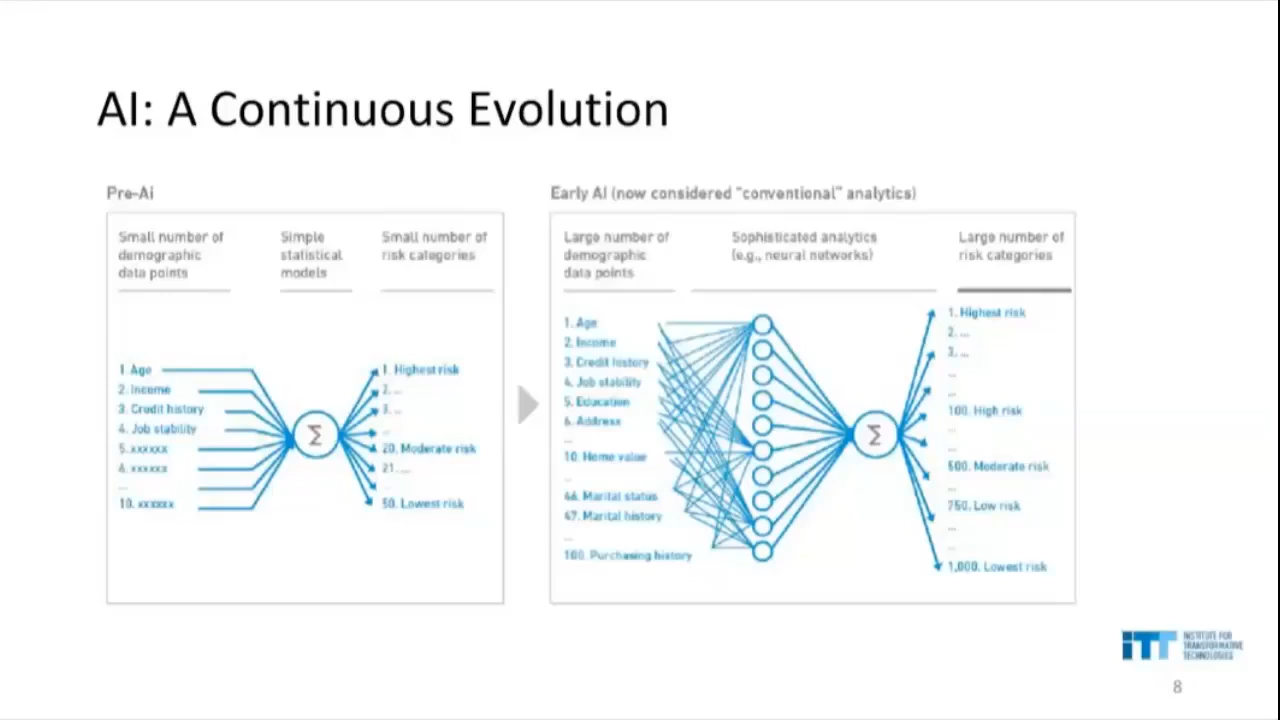 AI: A Continuous Evolution
Pre-Ai
Small number of
demographic
data points
Simple
statistical
models
Small number of
risk categories
1. Age
2. Income
3. Credit history
4. Job stability
5. xxxxxx
6. xxxxxx
...
10. xxxxxx
Σ
1. Highest risk
2. ...
3. ...
...
20. Moderate risk
21. ...
...
50. Lowest risk
Early AI (now considered "conventional" analytics)
Large number of
demographic
data points
Sophisticated analytics
(e.g., neural networks)
Large number of
risk categories
1. Age
2. Income
3. Credit history
4. Job stability
5. Education
6. Address
...
10. Home value
...
46. Marital status
47. Marital history
...
100. Purchasing history
Σ
1. Highest risk
2. ...
3. ...
...
...
100. High risk
...
...
500. Moderate risk
...
750. Low risk
...
...
1,000. Lowest risk
iTT
INSTITUTE FOR
TRANSFORMATIVE
TECHNOLOGIES
8